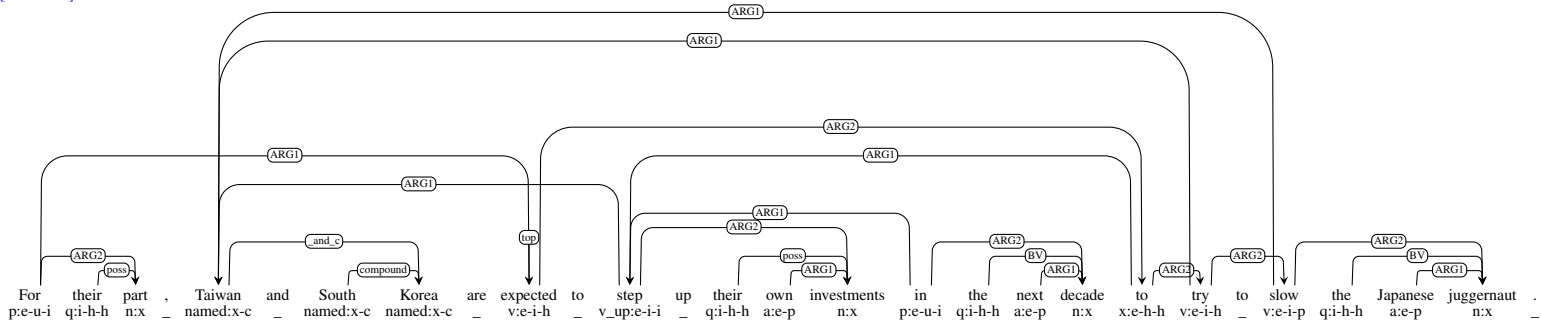 ARG1
ARG1
ARG2
ARG1 ARG1
ARG1
ARG1
top ARG2
_and_c ARG2 ARG2
ARG2 poss BV BV
poss compound ARG1 ARG1 ARG2 ARG2 ARG1
For their part , Taiwan and South Korea are expected to step up their own investments in the next decade to try to slow the Japanese juggernaut .
p:e-u-i q:i-h-h n:x _ named:x-c _ named:x-c named:x-c _ v:e-i-h _ v_up:e-i-i _ q:i-h-h a:e-p n:x p:e-u-i q:i-h-h a:e-p n:x x:e-h-h v:e-i-h _ v:e-i-p q:i-h-h a:e-p n:x _